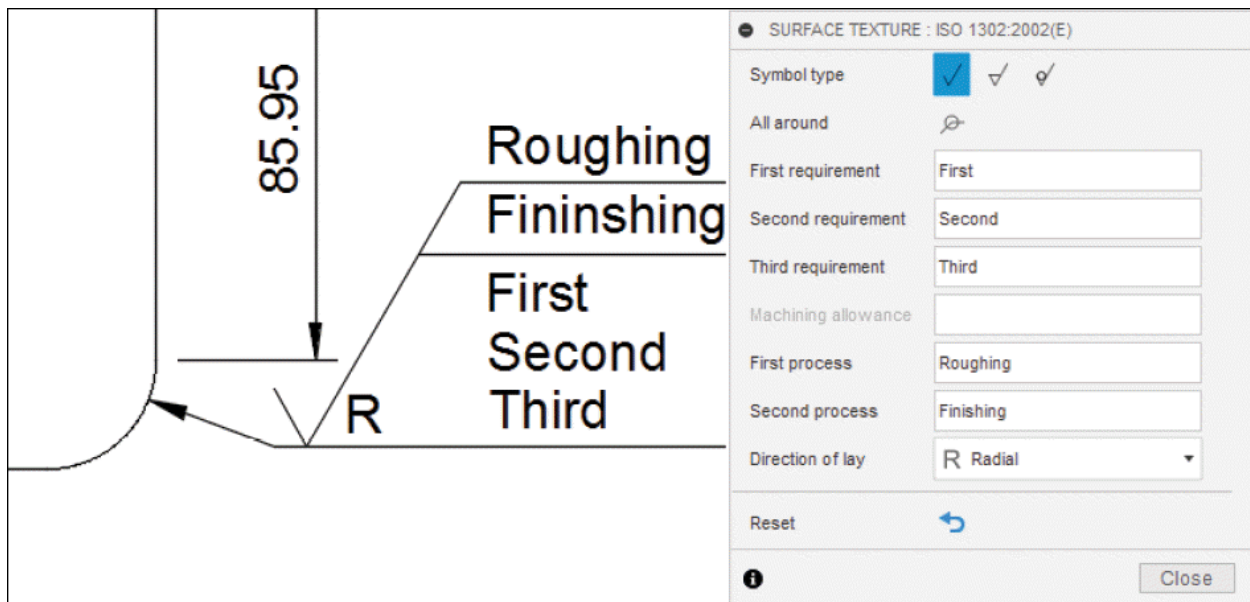 85.95
Roughing
Fininshing
First
Second
Third
R
SURFACE TEXTURE : ISO 1302:2002(E)
Symbol type
All around
First requirement First
Second requirement Second
Third requirement Third
Machining allowance
First process Roughing
Second process Finishing
Direction of lay R Radial
Reset
Close